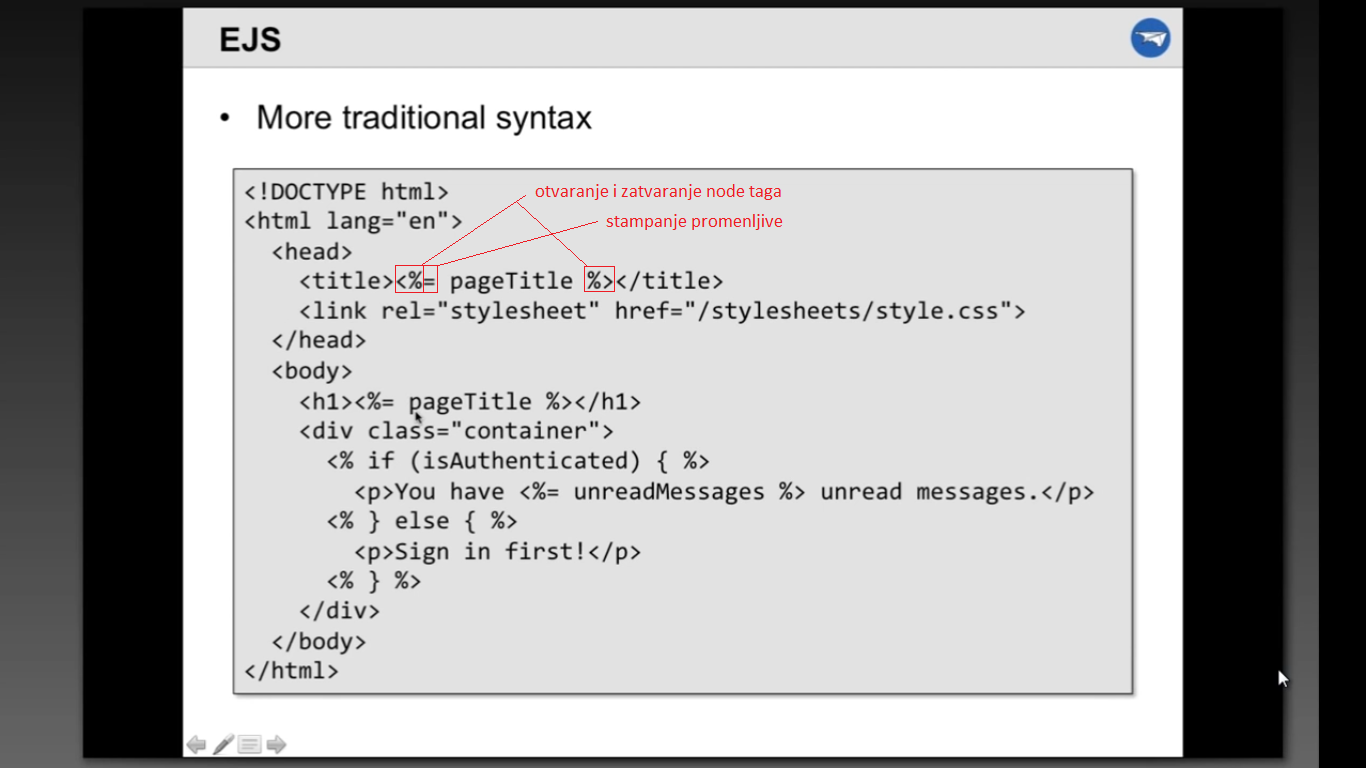 EJS
• More traditional syntax
<!DOCTYPE html>
<html lang="en">
<head>
<title><%= pageTitle %></title>
<link rel="stylesheet" href="/stylesheets/style.css">
</head>
<body>
<h1><%= pageTitle %></h1>
<div class="container">
<% if (isAuthenticated) { %>
<p>You have <%= unreadMessages %> unread messages.</p>
<% } else { %>
<p>Sign in first!</p>
<% } %>
</div>
</body>
</html>
otvaranje i zatvaranje node taga
stampanje promenljive